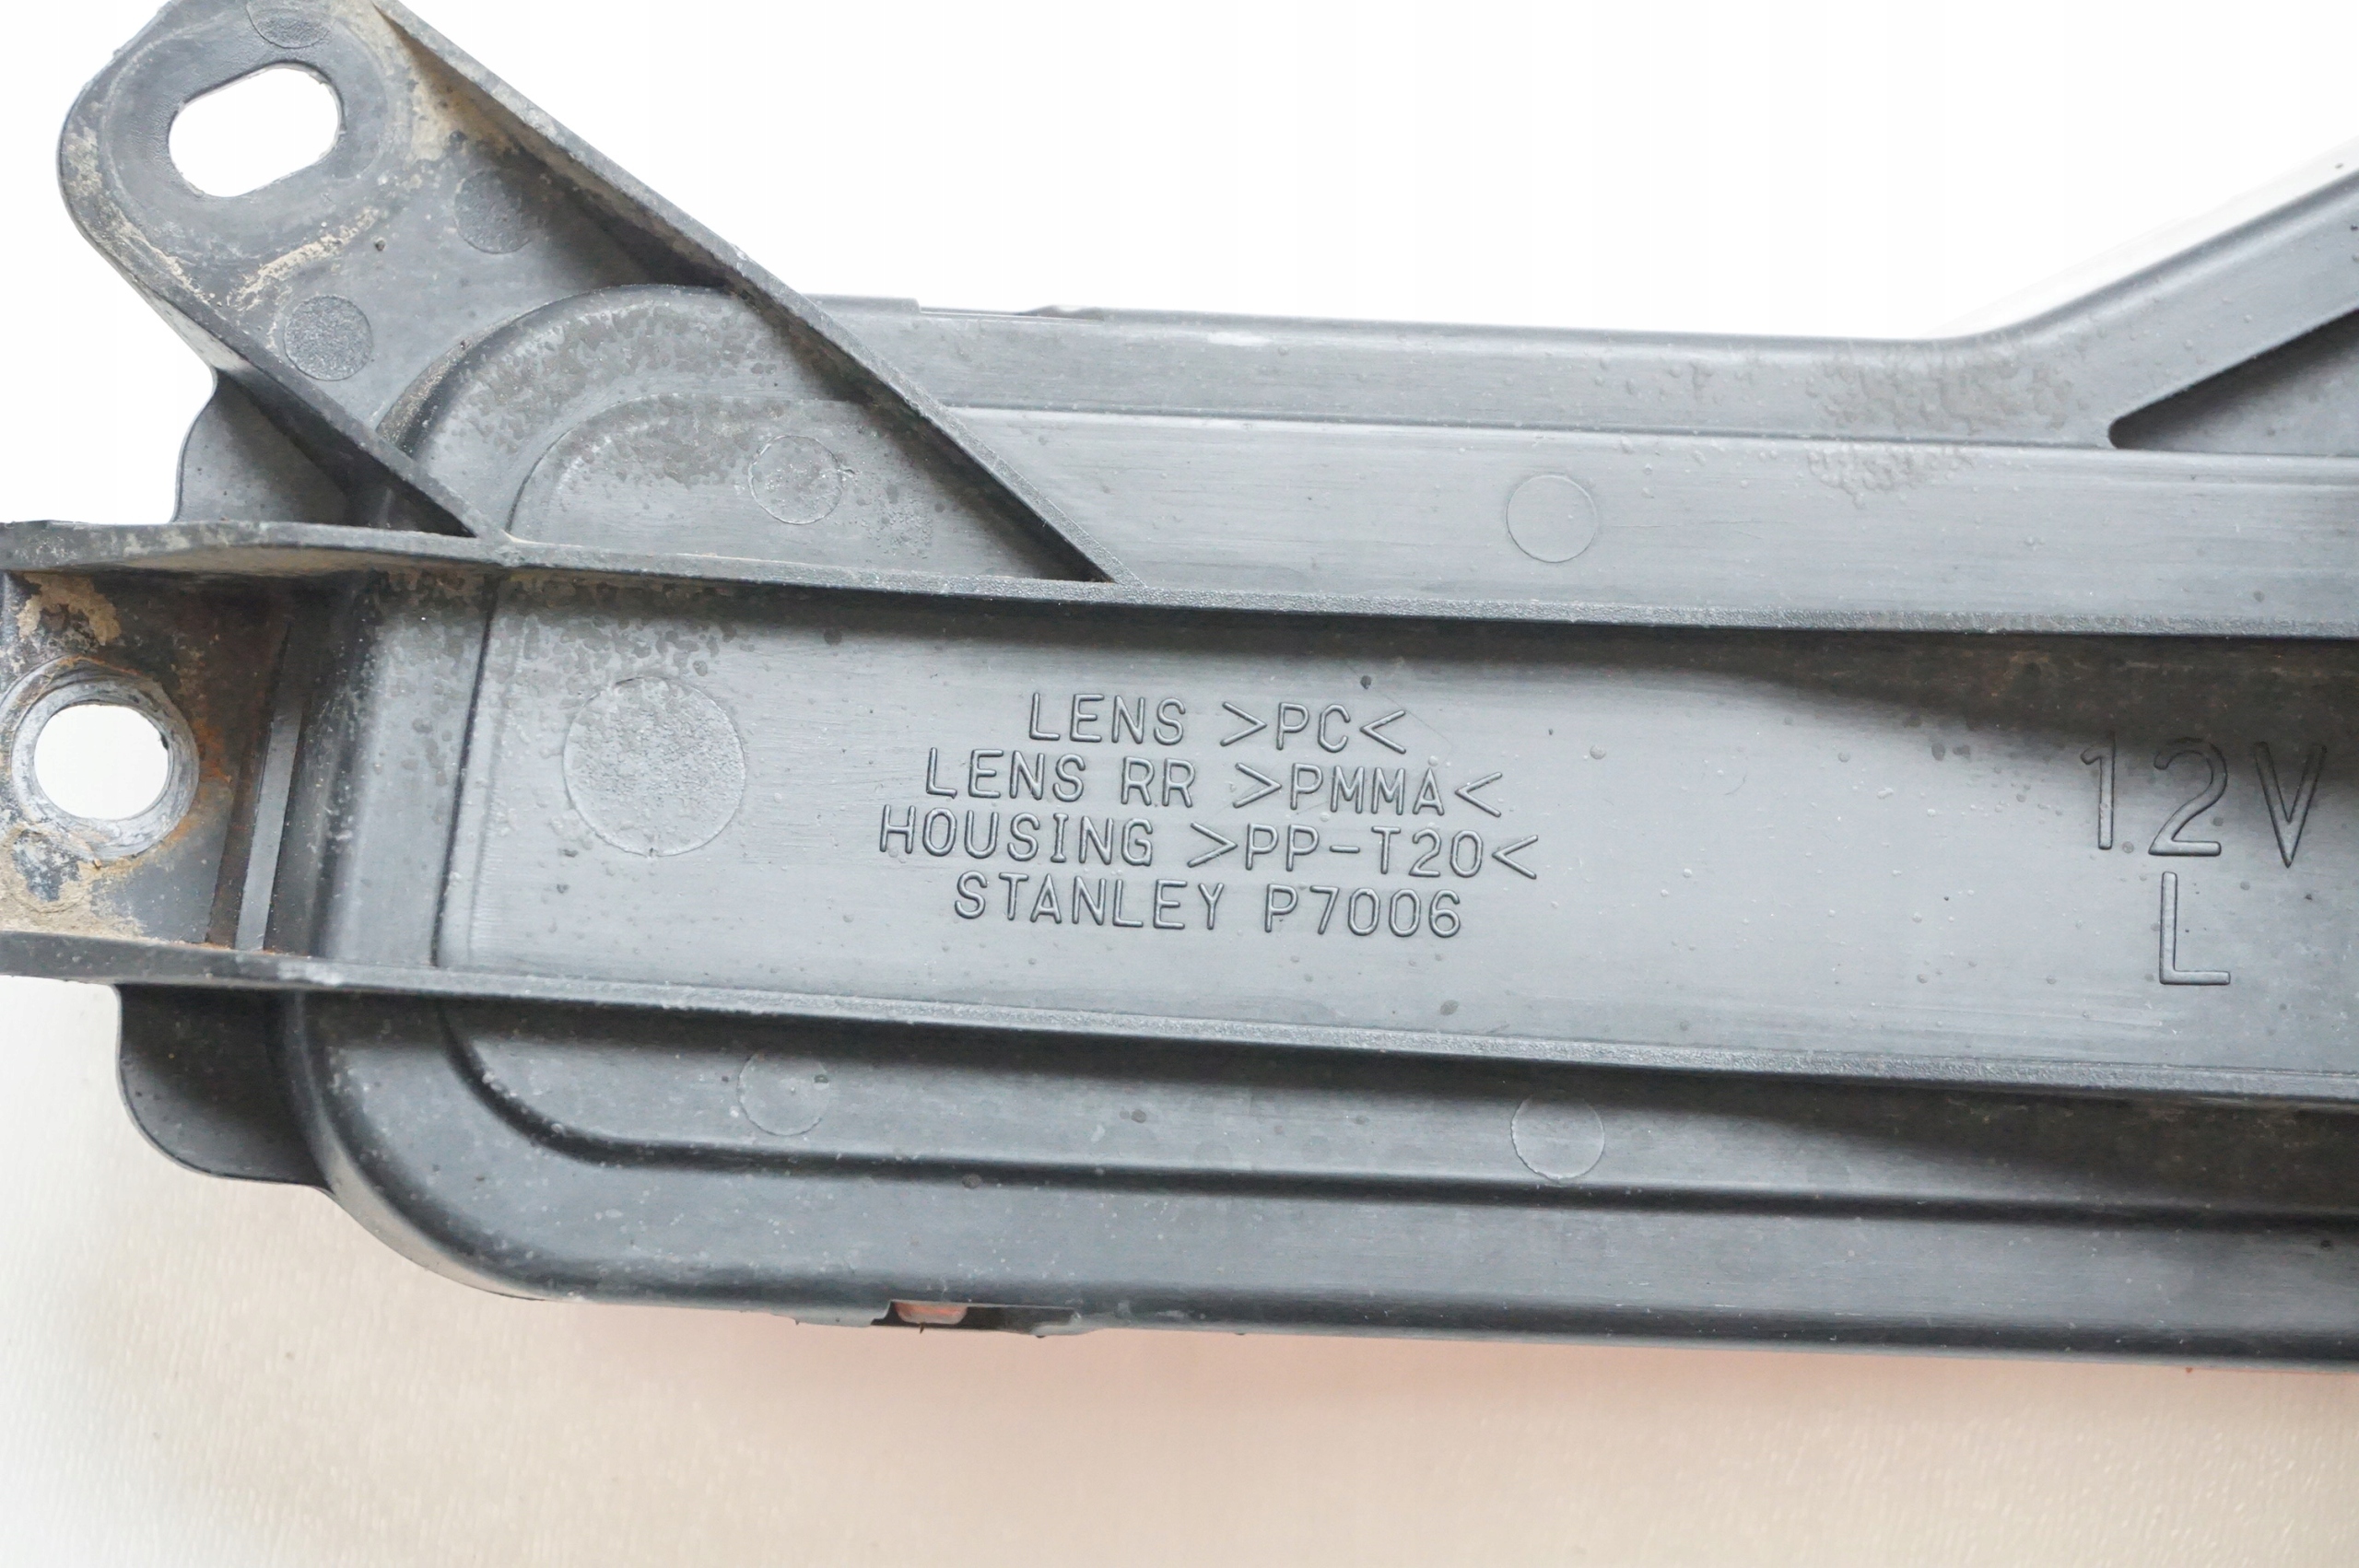 LENS >PC<
LENS RR >PMMA<
HOUSING >PP-T20<
STANLEY P7006
12V
L